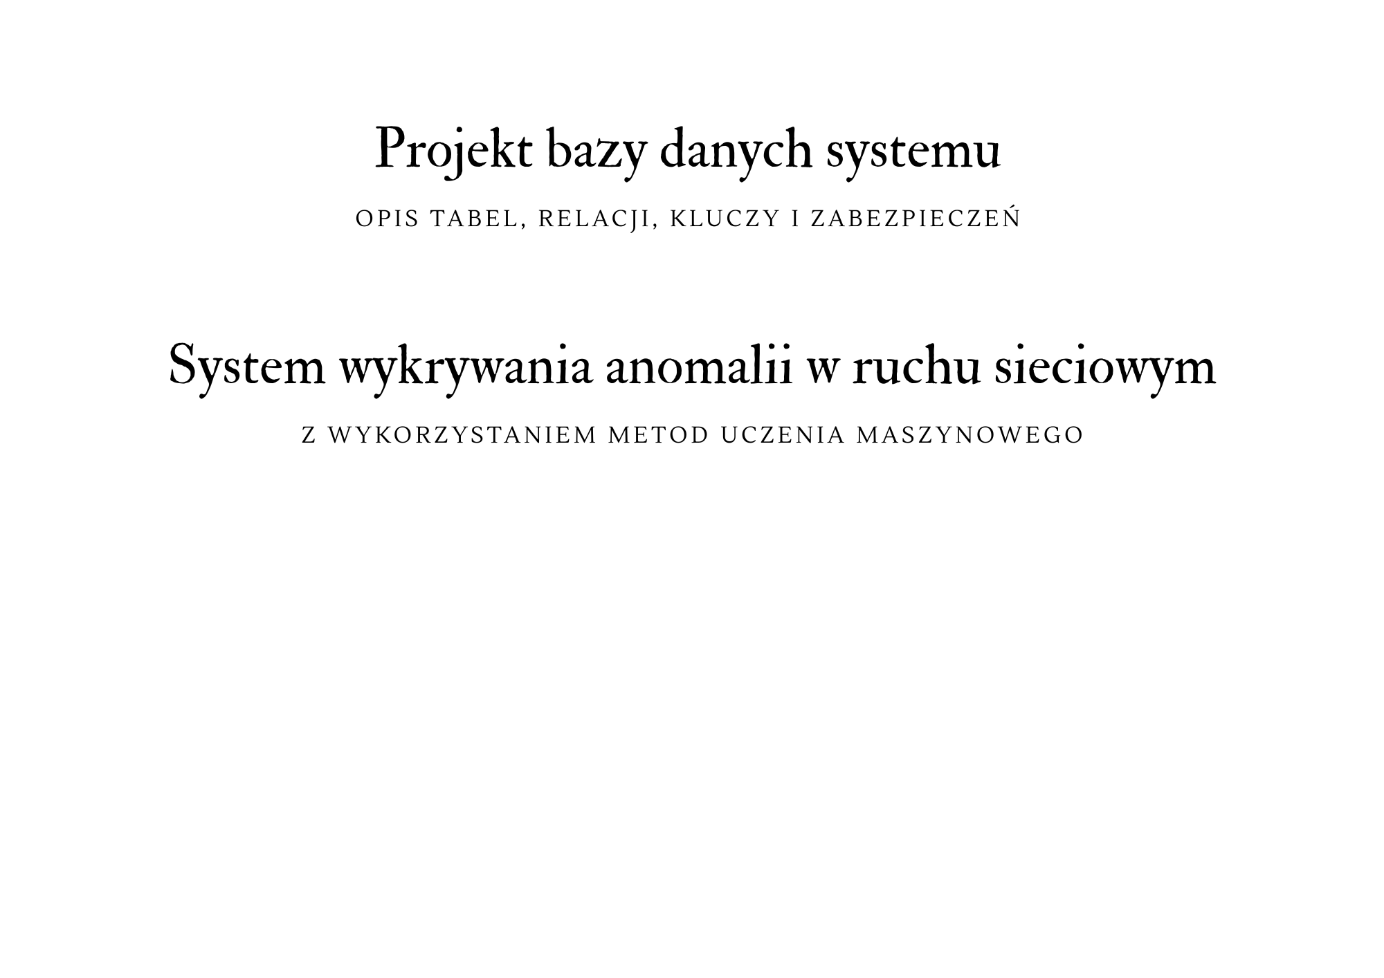 Projekt bazy danych systemu
OPIS TABEL, RELACJI, KLUCZY I ZABEZPIECZEŃ
System wykrywania anomalii w ruchu sieciowym
Z WYKORZYSTANIEM METOD UCZENIA MASZYNOWEGO